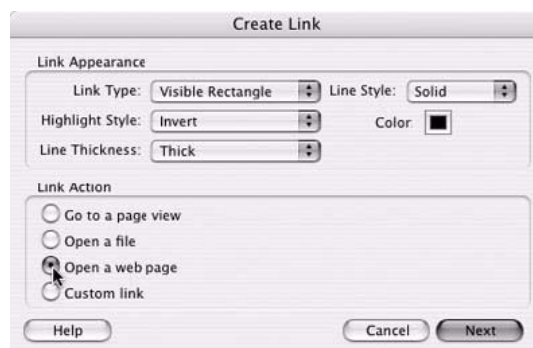 Create Link
Link Appearance
Link Type: Visible Rectangle Line Style: Solid
Highlight Style: Invert Color
Line Thickness: Thick
Link Action
Go to a page view
Open a file
Open a web page
Custom link
Help Cancel Next